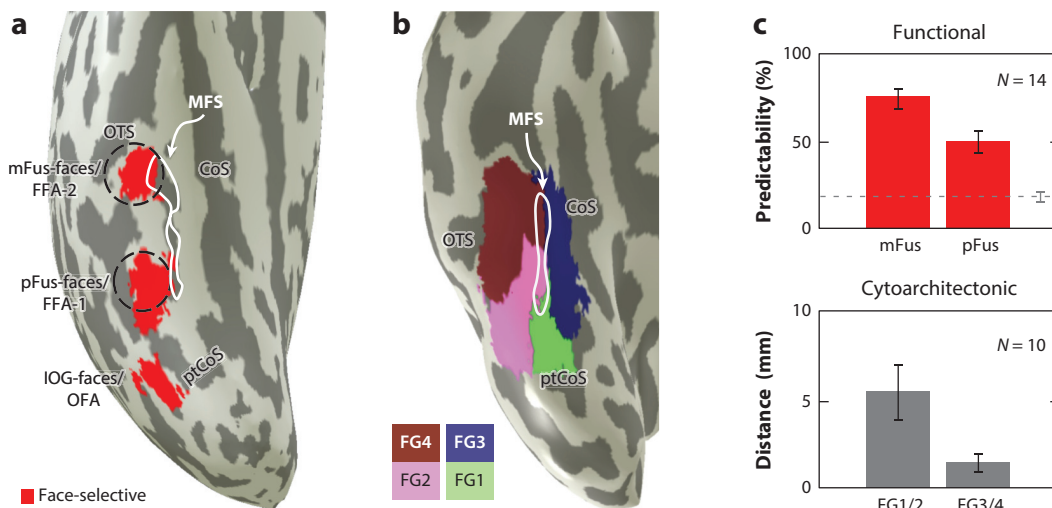 a
MFS
OTS
mFus-faces/
FFA-2
CoS
pFus-faces/
FFA-1
ptCoS
IOG-faces/
OFA
Face-selective
b
MFS
CoS
OTS
ptCoS
FG4
FG3
FG2
FG1
c
Functional
100
N = 14
50
0
Predictability (%)
mFus
pFus
Cytoarchitectonic
10
N = 10
5
0
Distance (mm)
FG1/2
FG3/4